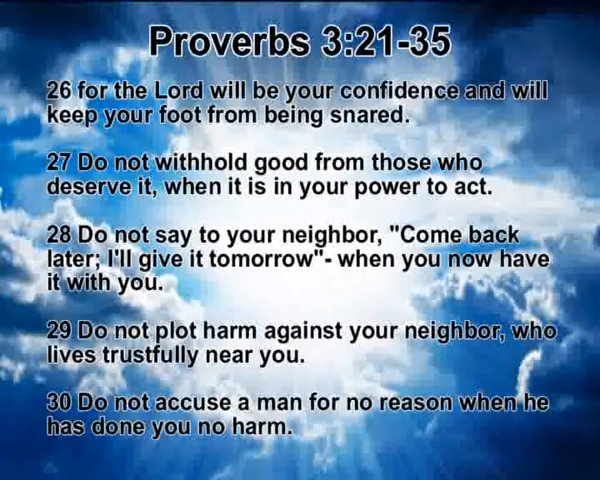 Proverbs 3:21-35
26 for the Lord will be your confidence and will
keep your foot from being snared.
27 Do not withhold good from those who
deserve it, when it is in your power to act.
28 Do not say to your neighbor, "Come back
later; I'll give it tomorrow"- when you now have
it with you.
29 Do not plot harm against your neighbor, who
lives trustfully near you.
30 Do not accuse a man for no reason when he
has done you no harm.